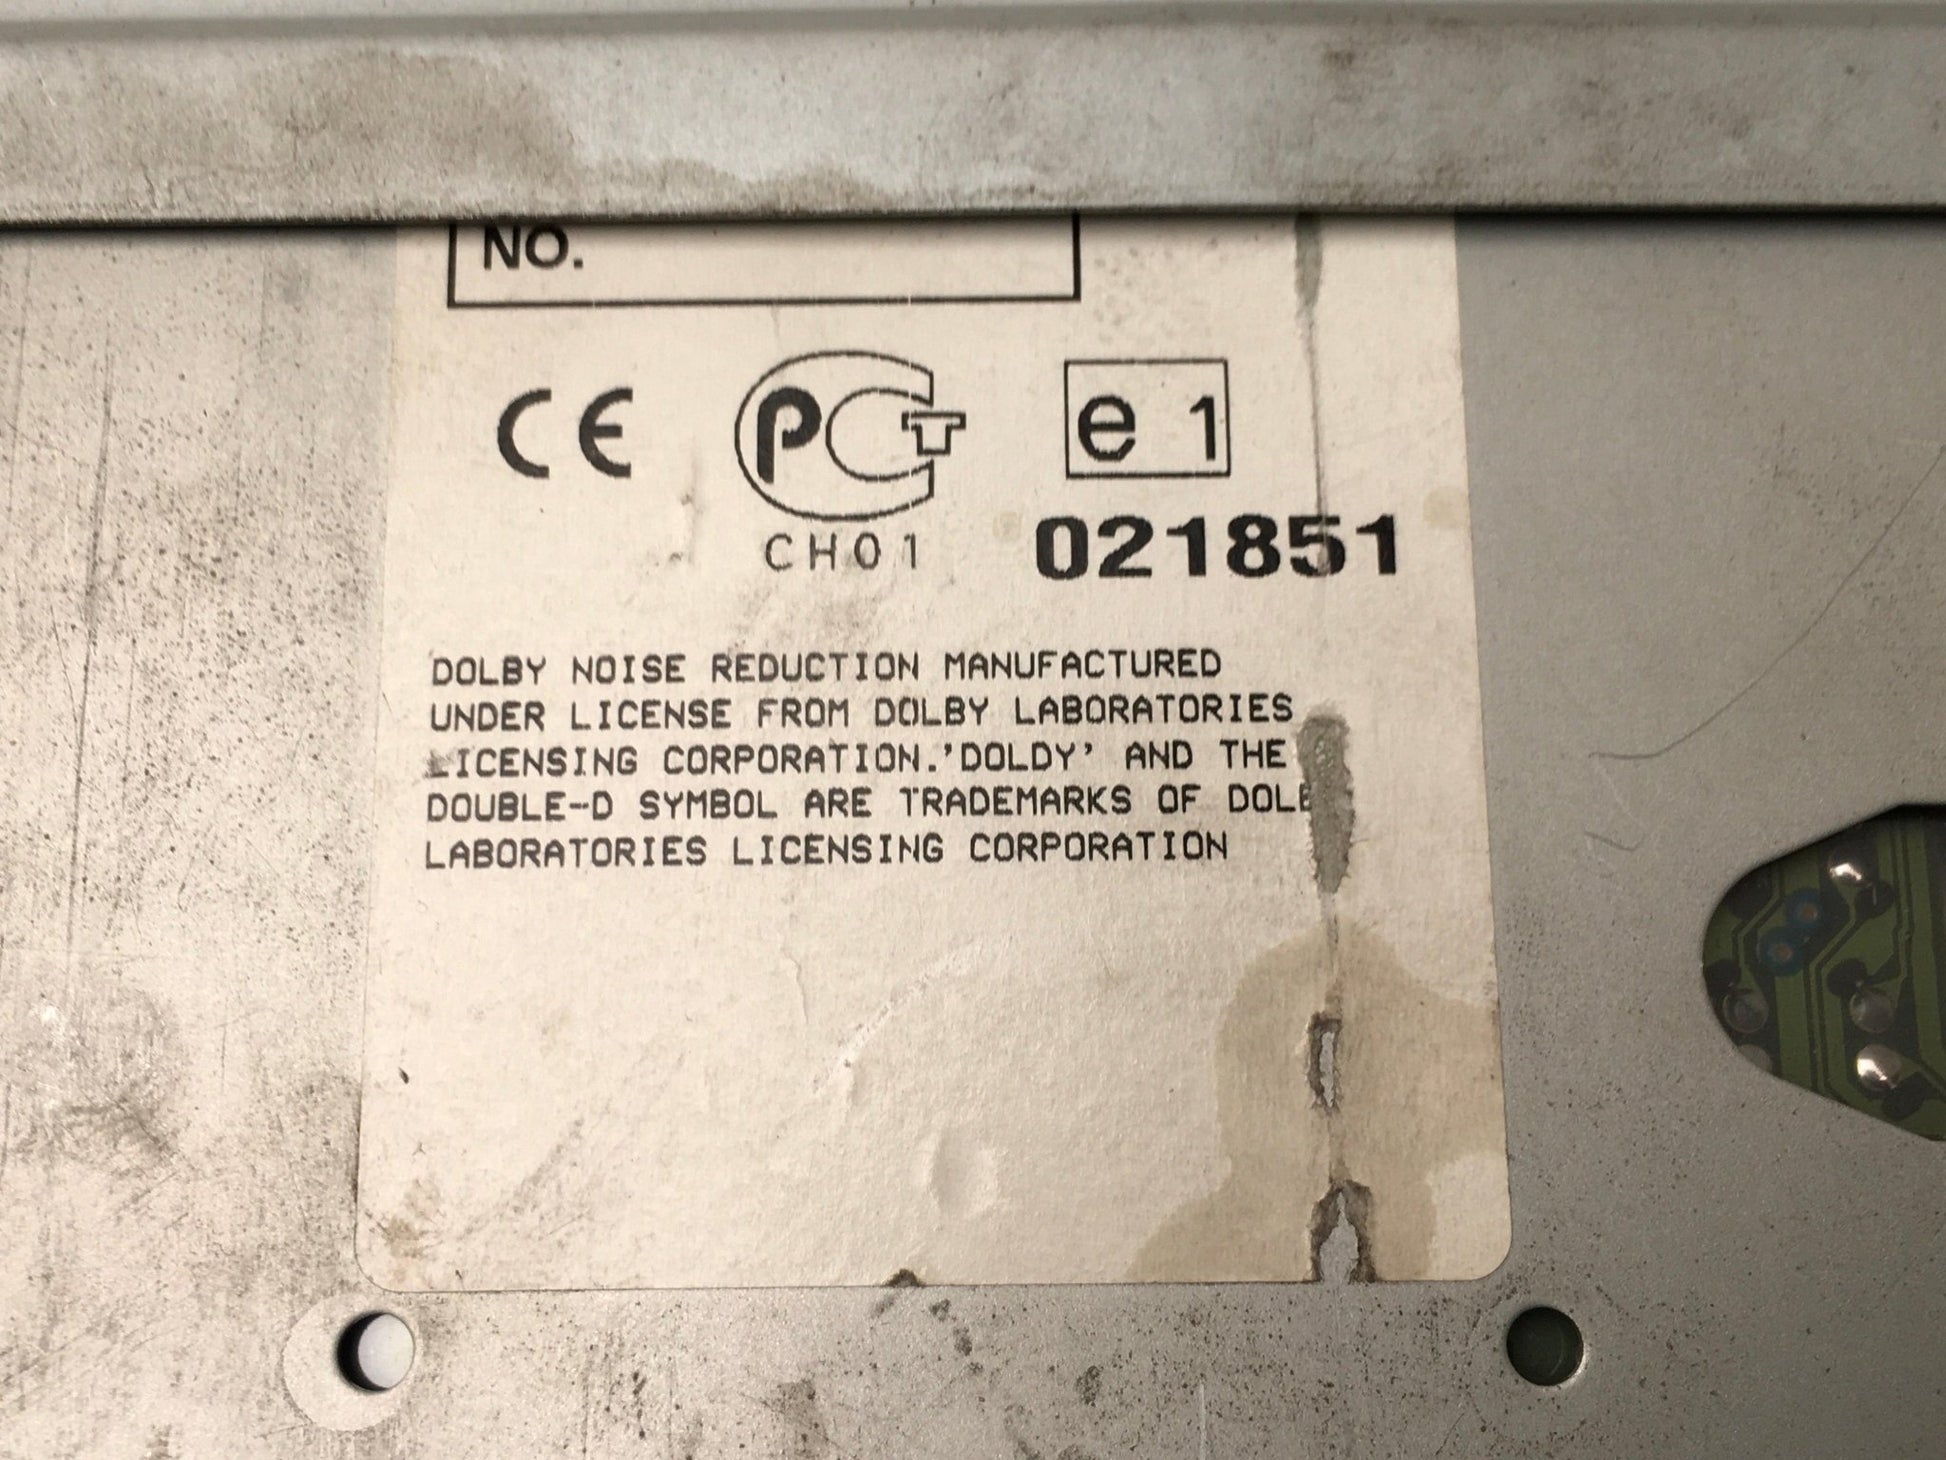 NO.
CE PCT e 1
CH01 021851
DOLBY NOISE REDUCTION MANUFACTURED
UNDER LICENSE FROM DOLBY LABORATORIES
LICENSING CORPORATION.'DOLDY' AND THE
DOUBLE-D SYMBOL ARE TRADEMARKS OF
LABORATORIES LICENSING CORPORATION